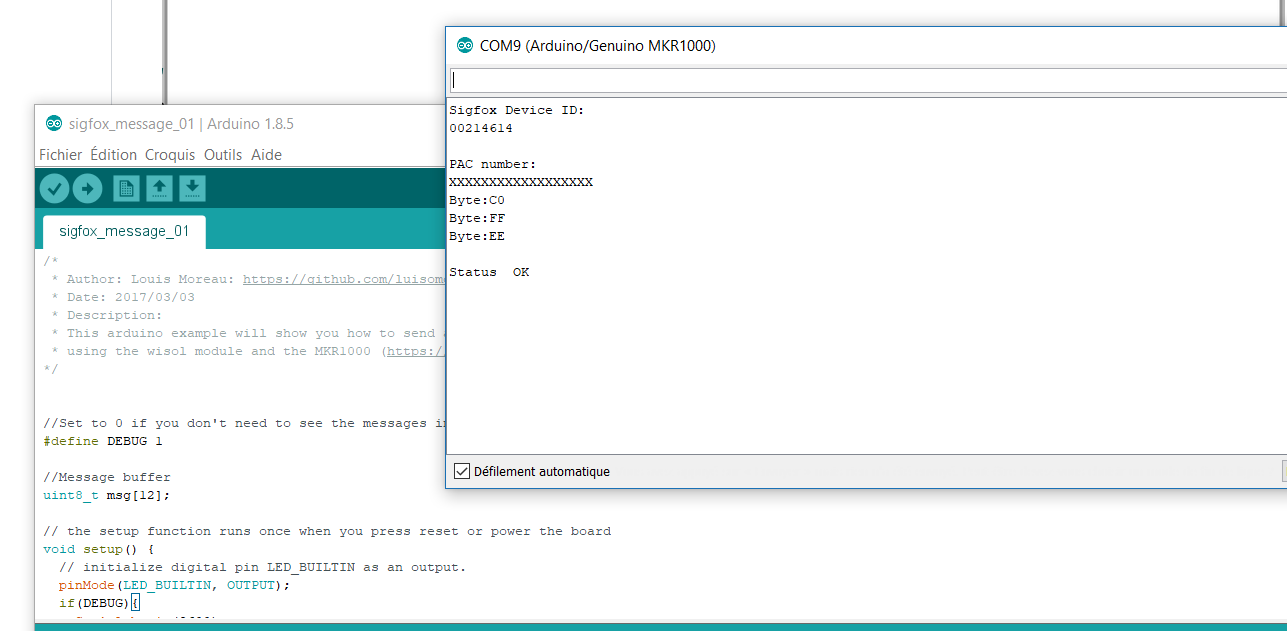 COM9 (Arduino/Genuino MKR1000)
Sigfox Device ID:
00214614
PAC number:
XXXXXXXXXXXXXXXXXX
Byte:C0
Byte:FF
Byte:EE
Status  OK
Défilement automatique
sigfox_message_01 | Arduino 1.8.5
Fichier Édition Croquis Outils Aide
sigfox_message_01
/*
* Author: Louis Moreau: https://github.com/luisom
* Date: 2017/03/03
* Description:
* This arduino example will show you how to send
* using the wisol module and the MKR1000 (https:/
*/
//Set to 0 if you don't need to see the messages i
#define DEBUG 1
//Message buffer
uint8_t msg[12];
// the setup function runs once when you press reset or power the board
void setup() {
// initialize digital pin LED_BUILTIN as an output.
pinMode(LED_BUILTIN, OUTPUT);
if(DEBUG){